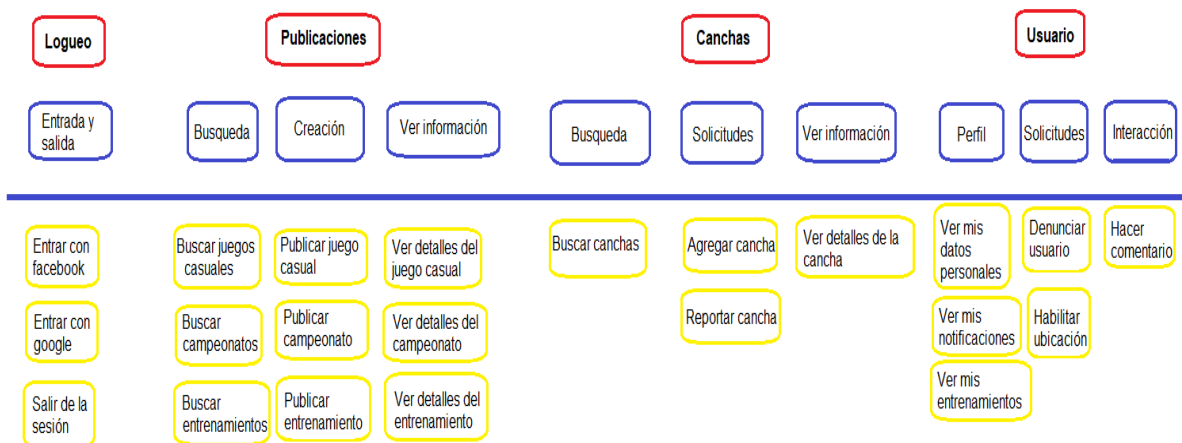 Logueo
Publicaciones
Canchas
Usuario
Entrada y
salida
Busqueda
Creación
Ver información
Busqueda
Solicitudes
Ver información
Perfil
Solicitudes
Interacción
Entrar con
facebook
Buscar juegos
casuales
Publicar juego
casual
Ver detalles del
juego casual
Buscar canchas
Agregar cancha
Ver detalles de la
cancha
Ver mis
datos
personales
Denunciar
usuario
Hacer
comentario
Entrar con
google
Buscar
campeonatos
Publicar
campeonato
Ver detalles del
campeonato
Reportar cancha
Ver mis
notificaciones
Habilitar
ubicación
Salir de la
sesión
Buscar
entrenamientos
Publicar
entrenamiento
Ver detalles del
entrenamiento
Ver mis
entrenamientos